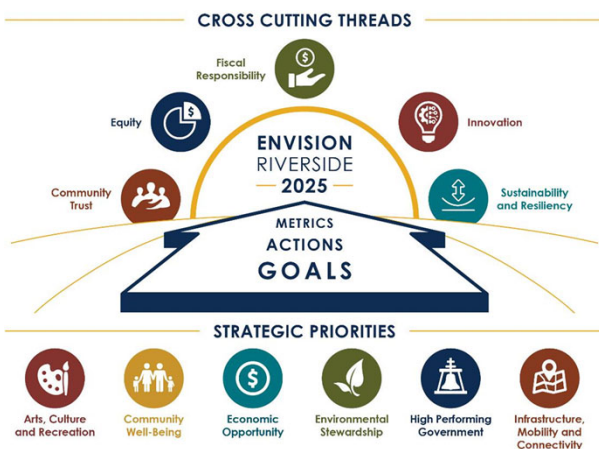 CROSS CUTTING THREADS
Fiscal
Responsibility
$
Equity
$
Innovation
Community
Trust
Sustainability
and Resiliency
ENVISION
RIVERSIDE
2025
METRICS
ACTIONS
GOALS
STRATEGIC PRIORITIES
$
Arts, Culture
and Recreation
Community
Well-Being
Economic
Opportunity
Environmental
Stewardship
High Performing
Government
Infrastructure,
Mobility and
Connectivity